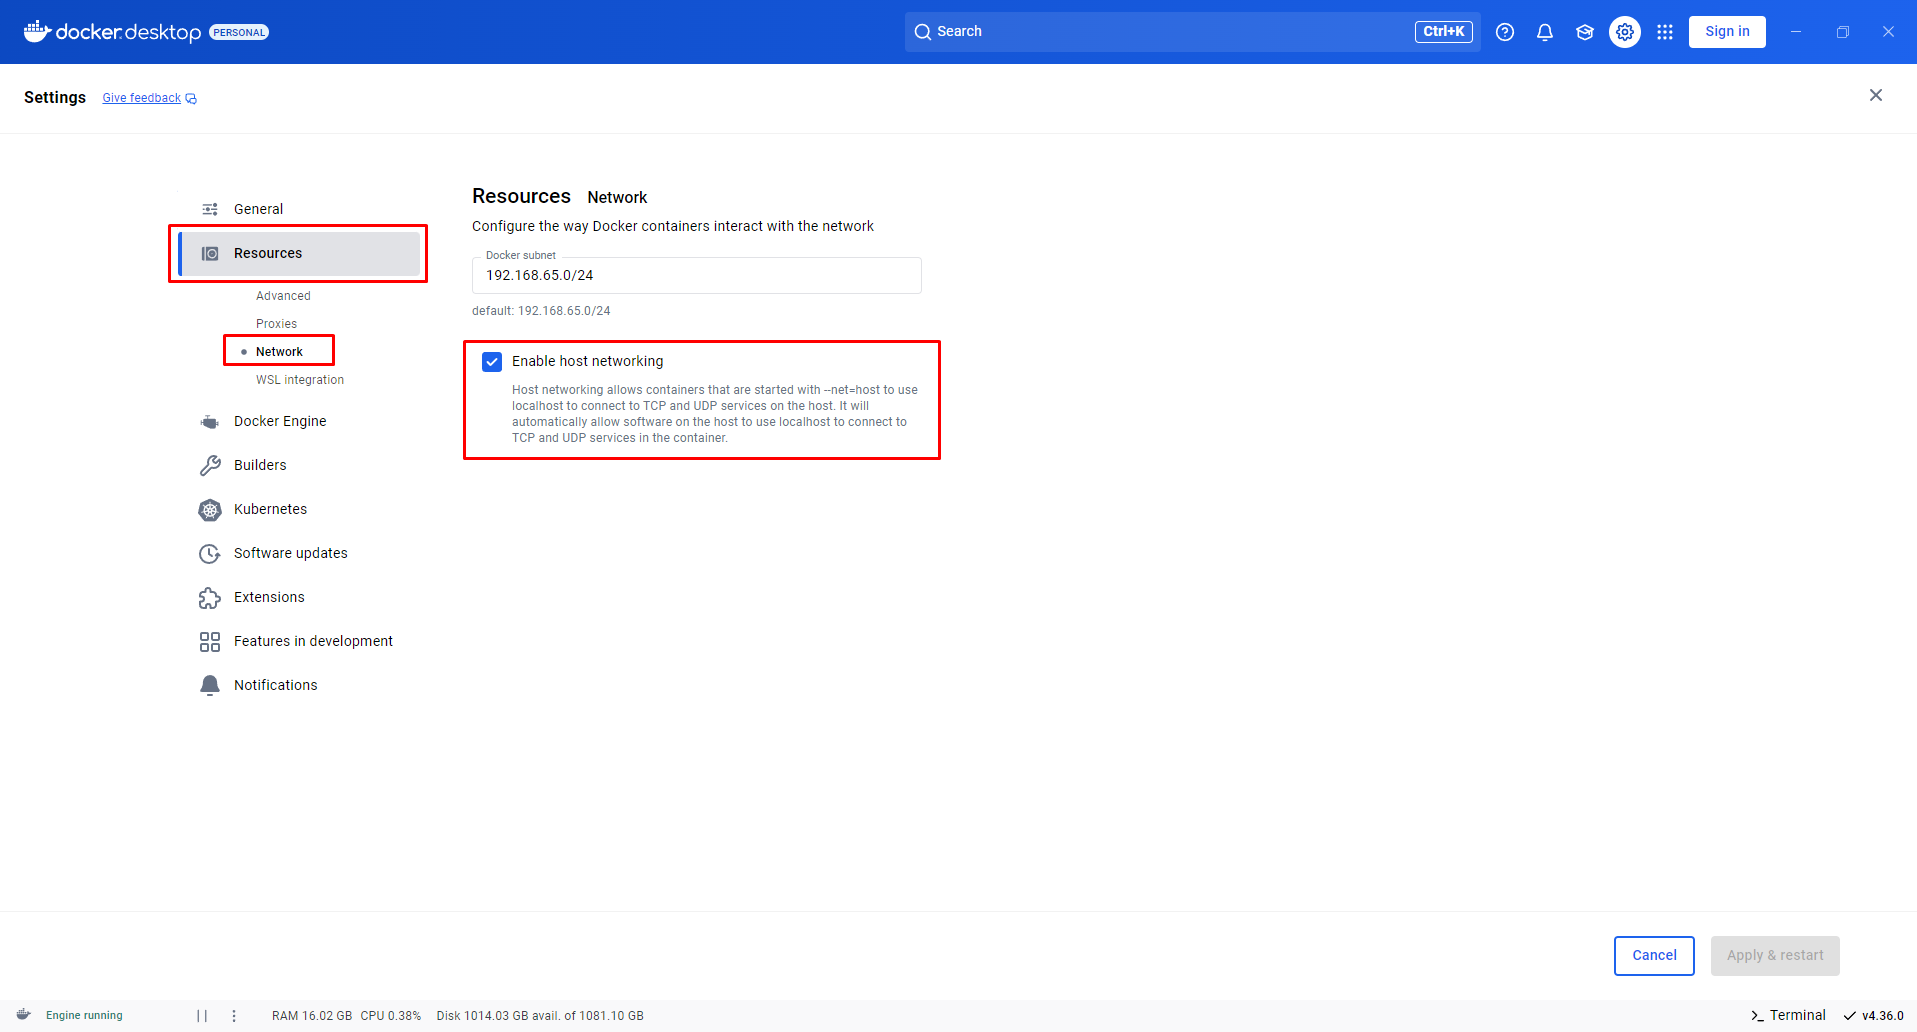 docker.desktop PERSONAL
Search
Ctrl+K
Sign in
Settings
Give feedback
General
Resources
Advanced
Proxies
Network
WSL integration
Docker Engine
Builders
Kubernetes
Software updates
Extensions
Features in development
Notifications
Resources Network
Configure the way Docker containers interact with the network
Docker subnet
192.168.65.0/24
default: 192.168.65.0/24
Enable host networking
Host networking allows containers that are started with --net=host to use
localhost to connect to TCP and UDP services on the host. It will
automatically allow software on the host to use localhost to connect to
TCP and UDP services in the container.
Cancel
Apply & restart
Engine running
RAM 16.02 GB CPU 0.38% Disk 1014.03 GB avail. of 1081.10 GB
Terminal
v4.36.0